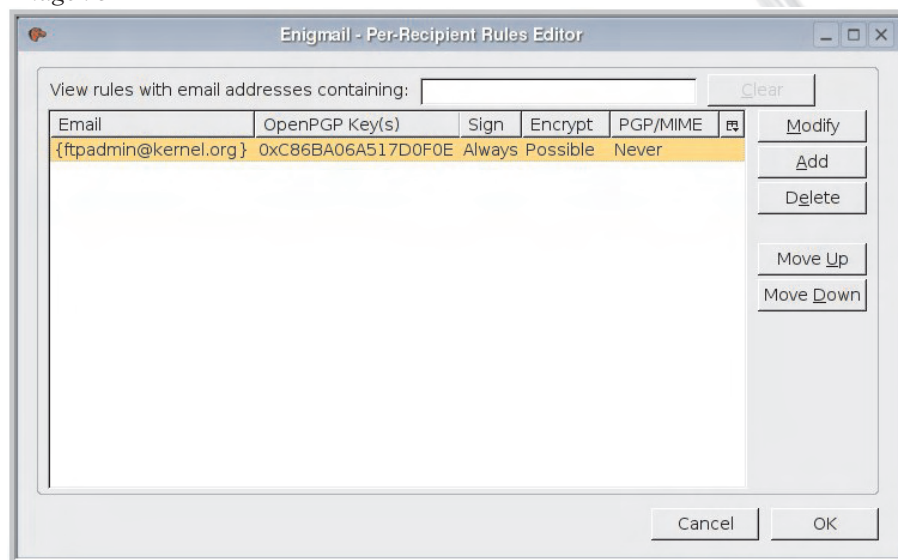 Enigmail - Per-Recipient Rules Editor
View rules with email addresses containing: Clear
Email OpenPGP Key(s) Sign Encrypt PGP/MIME
{ftpadmin@kernel.org} 0xC86BA06A517D0F0E Always Possible Never
Modify
Add
Delete
Move Up
Move Down
Cancel OK